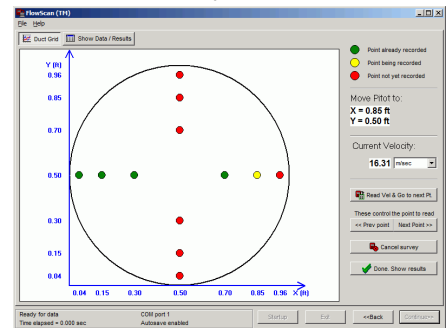 FlowScan (TM)
File Help
Duct Grid
Show Data / Results
Y (ft)
0.96
0.85
0.70
0.50
0.30
0.15
0.04
0.04 0.15 0.30 0.50 0.70 0.85 0.96 X (ft)
Point already recorded
Point being recorded
Point not yet recorded
Move Pitot to:
X = 0.85 ft
Y = 0.50 ft
Current Velocity:
16.31 m/sec
Read Vel & Go to next Pt.
These control the point to read
<< Prev point Next Point >>
Cancel survey
Done. Show results
Ready for data
Time elapsed = 0.000 sec
COM port 1
Autosave enabled
Startup
Exit
<<Back
Continue>>